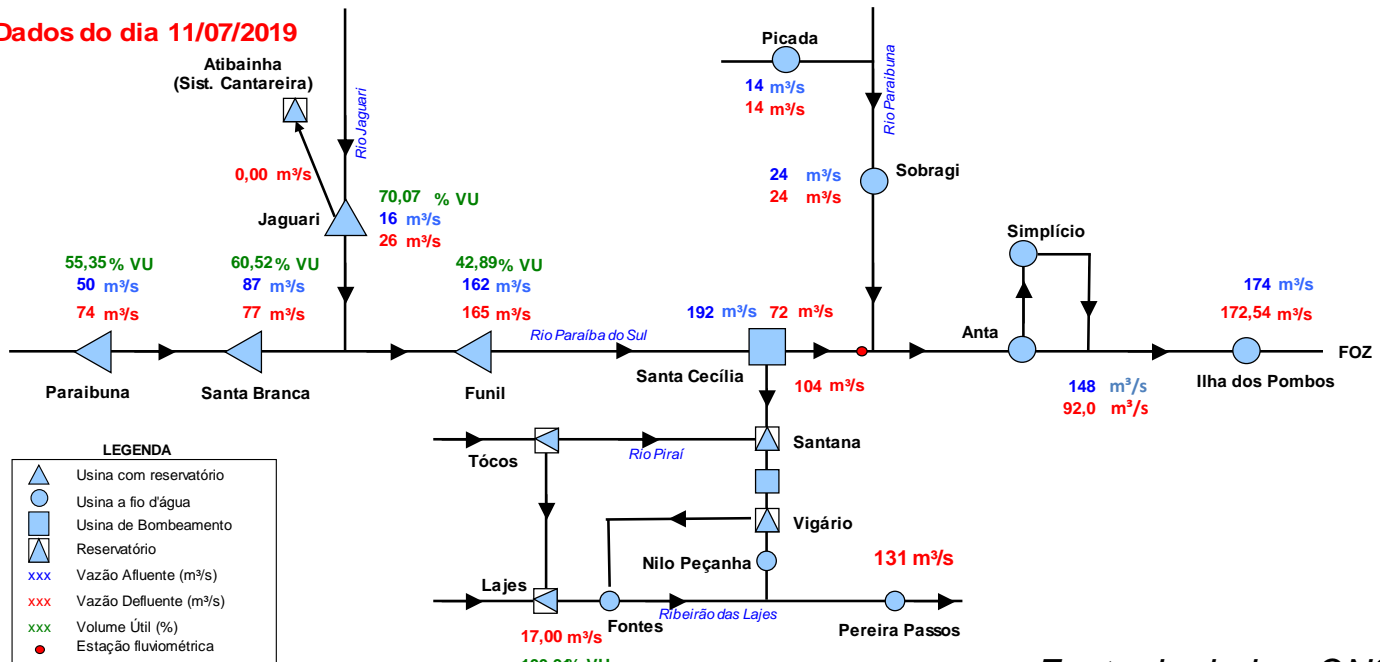 Dados do dia 11/07/2019
Atibainha
(Sist. Cantareira)
Rio Jaguari
0,00 m³/s
Jaguari
70,07 % VU
16 m³/s
26 m³/s
Picada
14 m³/s
14 m³/s
Rio Paraibuna
24 m³/s
24 m³/s
Sobragi
Simplício
55,35% VU
50 m³/s
74 m³/s
Paraibuna
60,52% VU
87 m³/s
77 m³/s
Santa Branca
42,89% VU
162 m³/s
165 m³/s
Funil
Rio Paraíba do Sul
192 m³/s 72 m³/s
Santa Cecília
104 m³/s
Anta
148 m³/s
92,0 m³/s
174 m³/s
172,54 m³/s
Ilha dos Pombos
FOZ
Tócos
Rio Piraí
Santana
Vigário
Nilo Peçanha
131 m³/s
Lajes
Fontes
Ribeirão das Lajes
Pereira Passos
17,00 m³/s
LEGENDA
Usina com reservatório
Usina a fio d'água
Usina de Bombeamento
Reservatório
xxx Vazão Afluente (m³/s)
xxx Vazão Defluente (m³/s)
xxx Volume Útil (%)
Estação fluviométrica